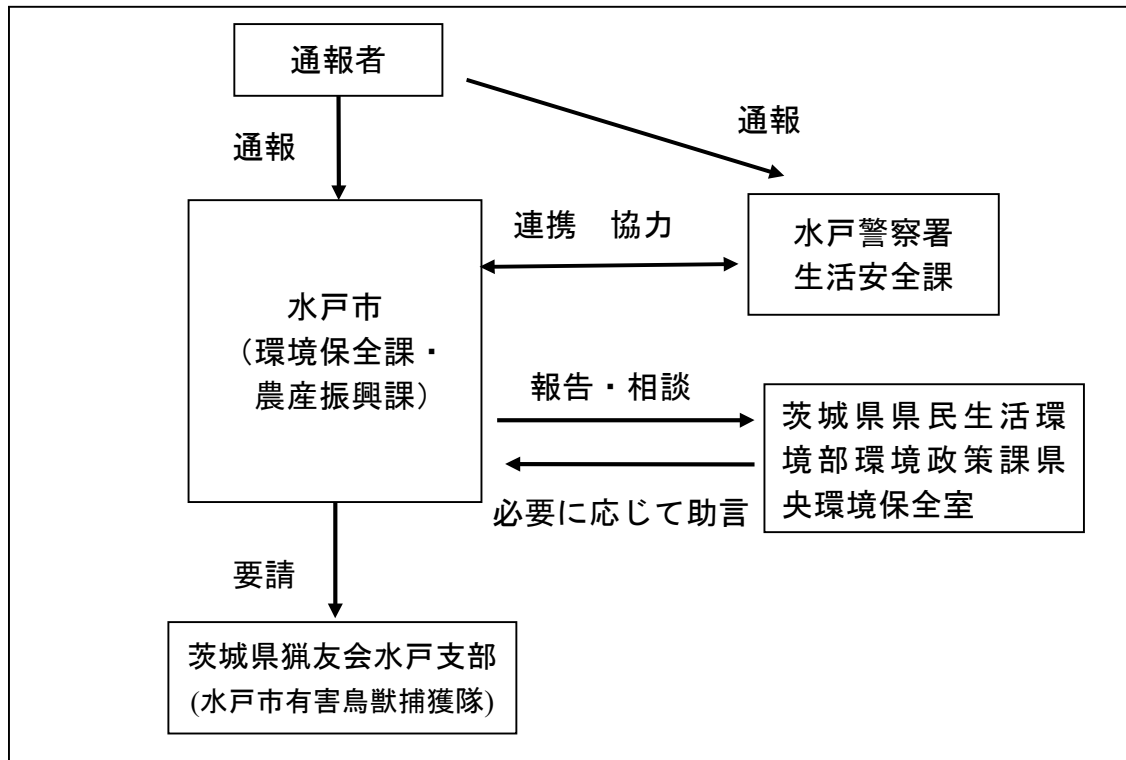 通報者
通報
通報
水戸市
（環境保全課・
農産振興課）
連携　協力
水戸警察署
生活安全課
報告・相談
必要に応じて助言
茨城県県民生活環
境部環境政策課県
央環境保全室
要請
茨城県猟友会水戸支部
(水戸市有害鳥獣捕獲隊)